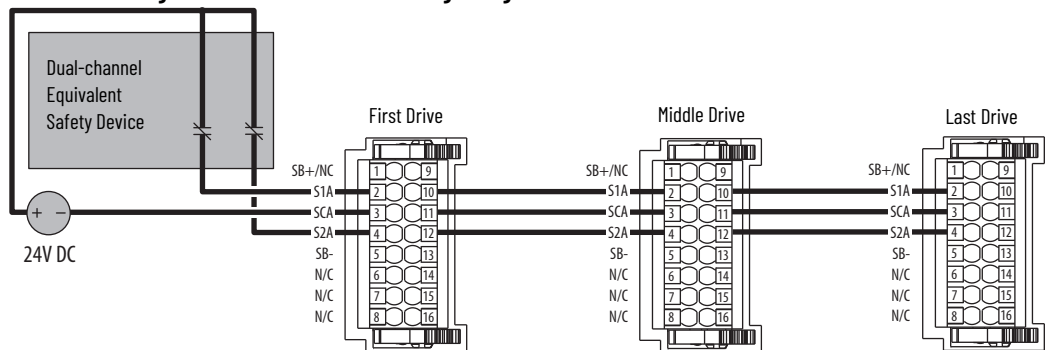 Dual-channel
Equivalent
Safety Device
+ −
24V DC
First Drive
SB+/NC 1 9
S1A 2 10
SCA 3 11
S2A 4 12
SB- 5 13
N/C 6 14
N/C 7 15
N/C 8 16
Middle Drive
SB+/NC 1 9
S1A 2 10
SCA 3 11
S2A 4 12
SB- 5 13
N/C 6 14
N/C 7 15
N/C 8 16
Last Drive
SB+/NC 1 9
S1A 2 10
SCA 3 11
S2A 4 12
SB- 5 13
N/C 6 14
N/C 7 15
N/C 8 16